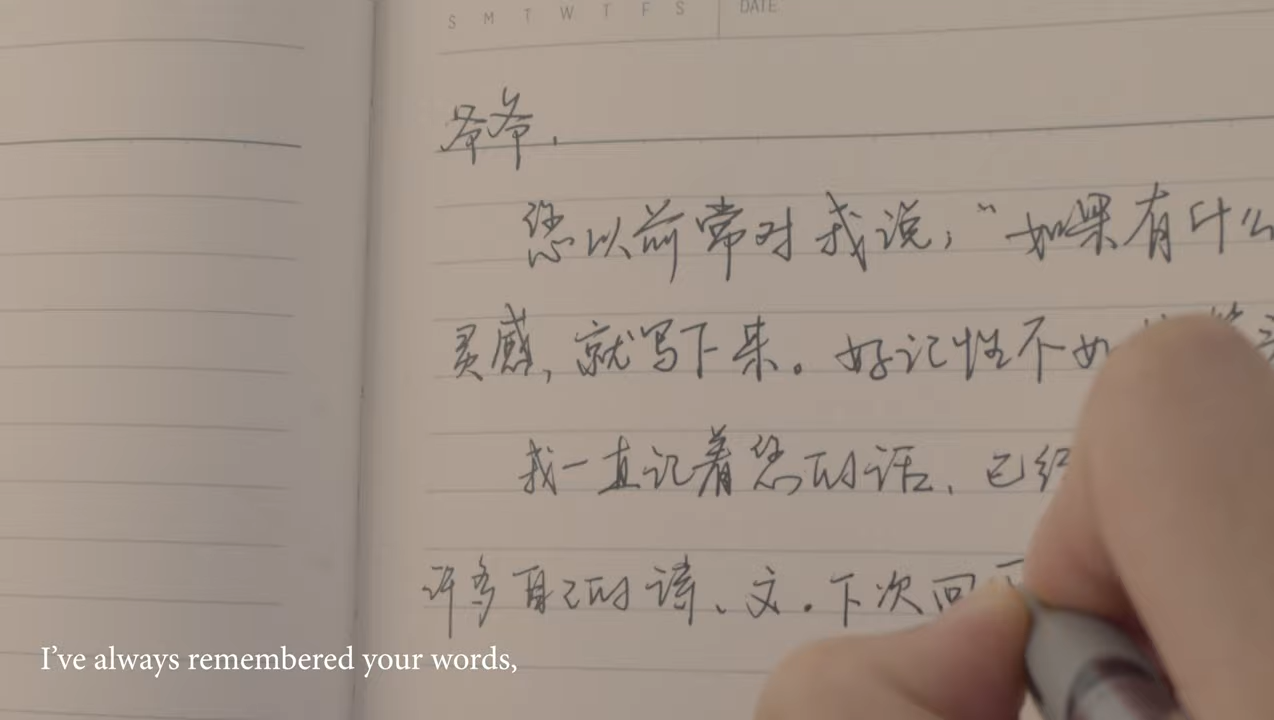 S M T W T F S DATE
爷爷，
您以前常对我说，“如果有什么
灵感，就写下来。好记性不如
我一直记着您的话，已经
许多自己的诗、文。下次回
I’ve always remembered your words,